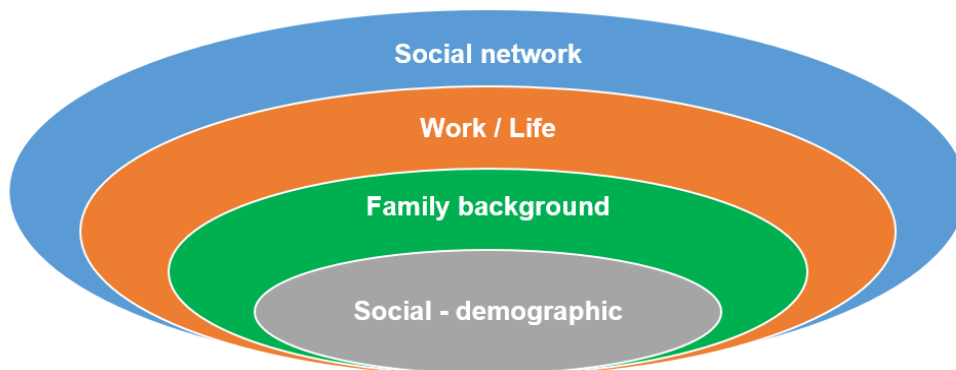 Social network
Work / Life
Family background
Social - demographic